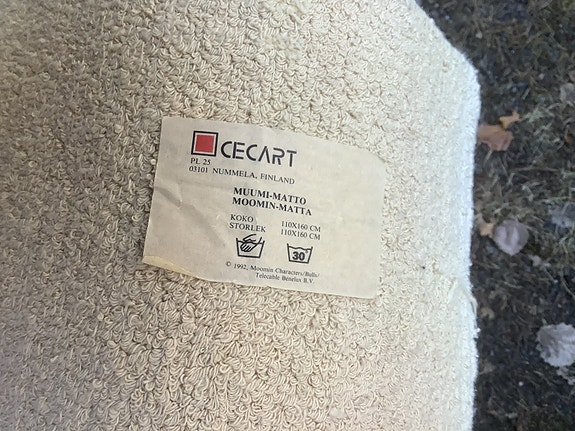 CECART
PL 25
03101 NUMMELA, FINLAND
MUUMI-MATTO
MOOMIN-MATTA
KOKO 110X160 CM
STORLEK 110X160 CM
30°
© 1992, Moomin Characters/Bulls/
Telecable Benelux B.V.